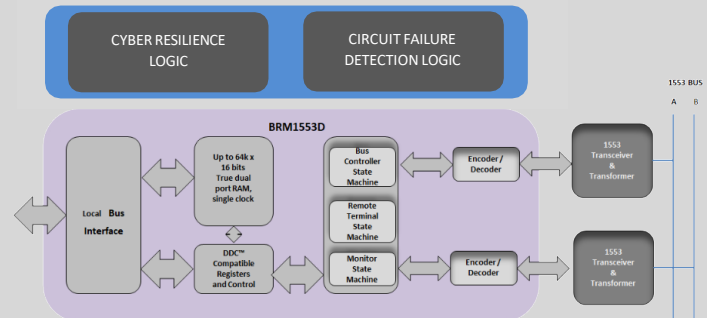 CYBER RESILIENCE
LOGIC
CIRCUIT FAILURE
DETECTION LOGIC
1553 BUS
A B
BRM1553D
Local Bus
Interface
Up to 64k x
16 bits
True dual
port RAM,
single clock
DDC™
Compatible
Registers
and Control
Bus
Controller
State
Machine
Remote
Terminal
State
Machine
Monitor
State
Machine
Encoder /
Decoder
Encoder /
Decoder
1553
Transceiver
&
Transformer
1553
Transceiver
&
Transformer